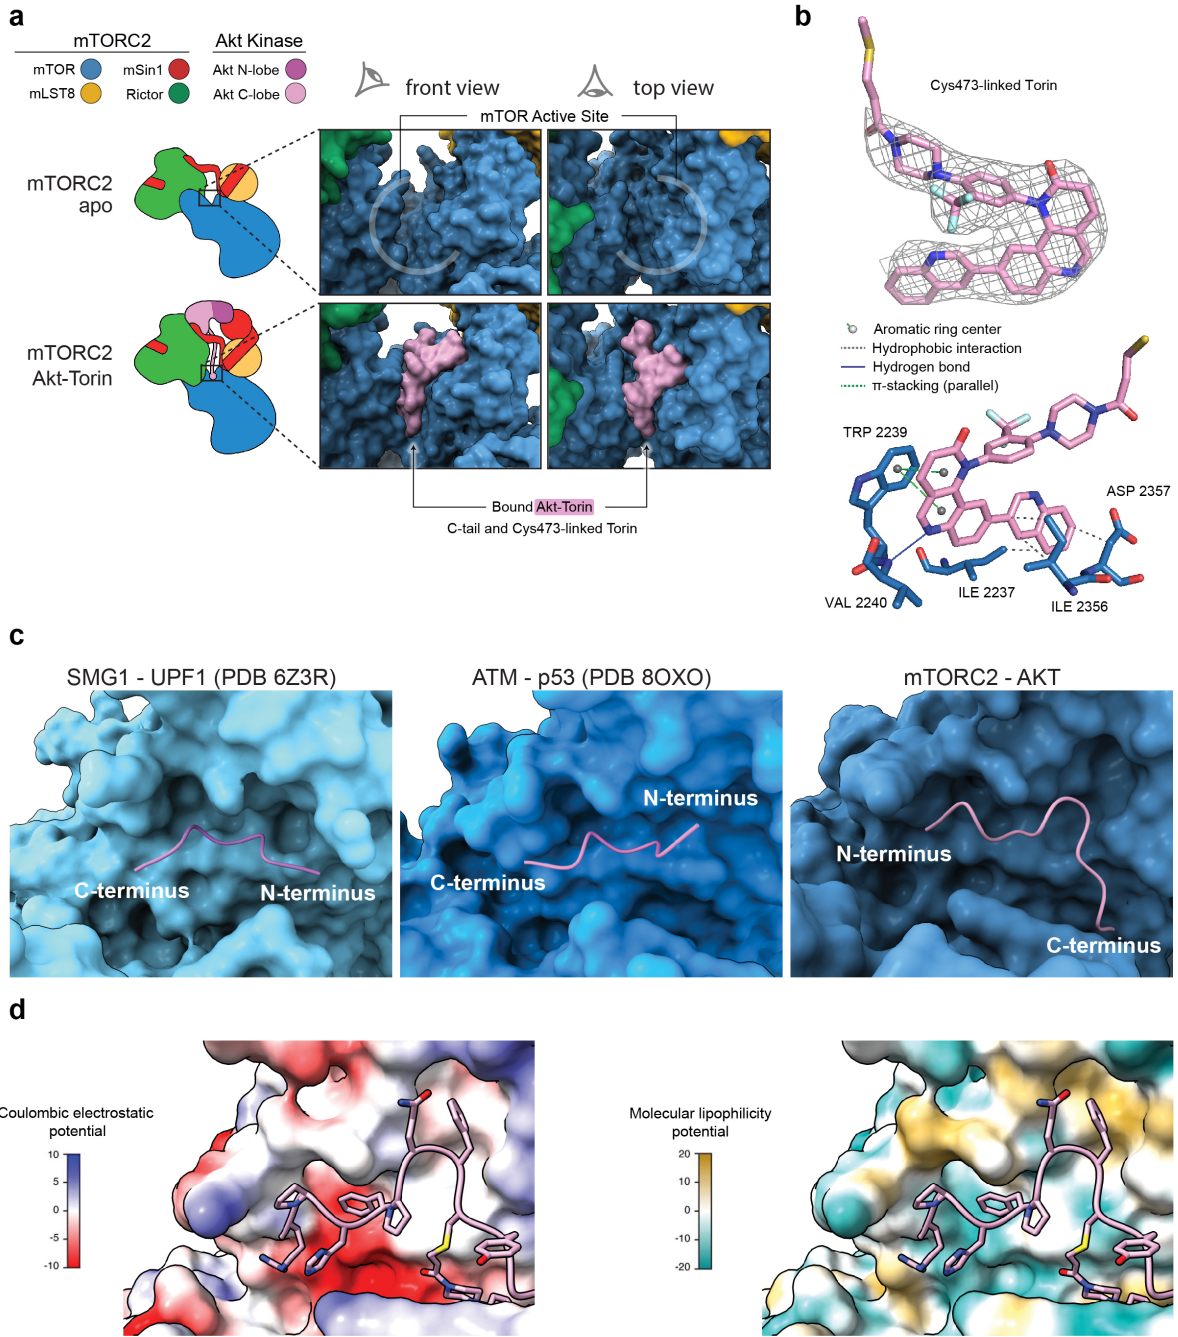 a
mTORC2
Akt Kinase
mTOR
mSin1
Akt N-lobe
mLST8
Rictor
Akt C-lobe
front view
top view
mTOR Active Site
mTORC2
apo
mTORC2
Akt-Torin
Bound Akt-Torin
C-tail and Cys473-linked Torin
b
Cys473-linked Torin
Aromatic ring center
Hydrophobic interaction
Hydrogen bond
π-stacking (parallel)
TRP 2239
ASP 2357
VAL 2240
ILE 2237
ILE 2356
c
SMG1 - UPF1 (PDB 6Z3R)
C-terminus
N-terminus
ATM - p53 (PDB 8OXO)
N-terminus
C-terminus
mTORC2 - AKT
N-terminus
C-terminus
d
Coulombic electrostatic
potential
10
5
0
-5
-10
Molecular lipophilicity
potential
20
10
0
-10
-20